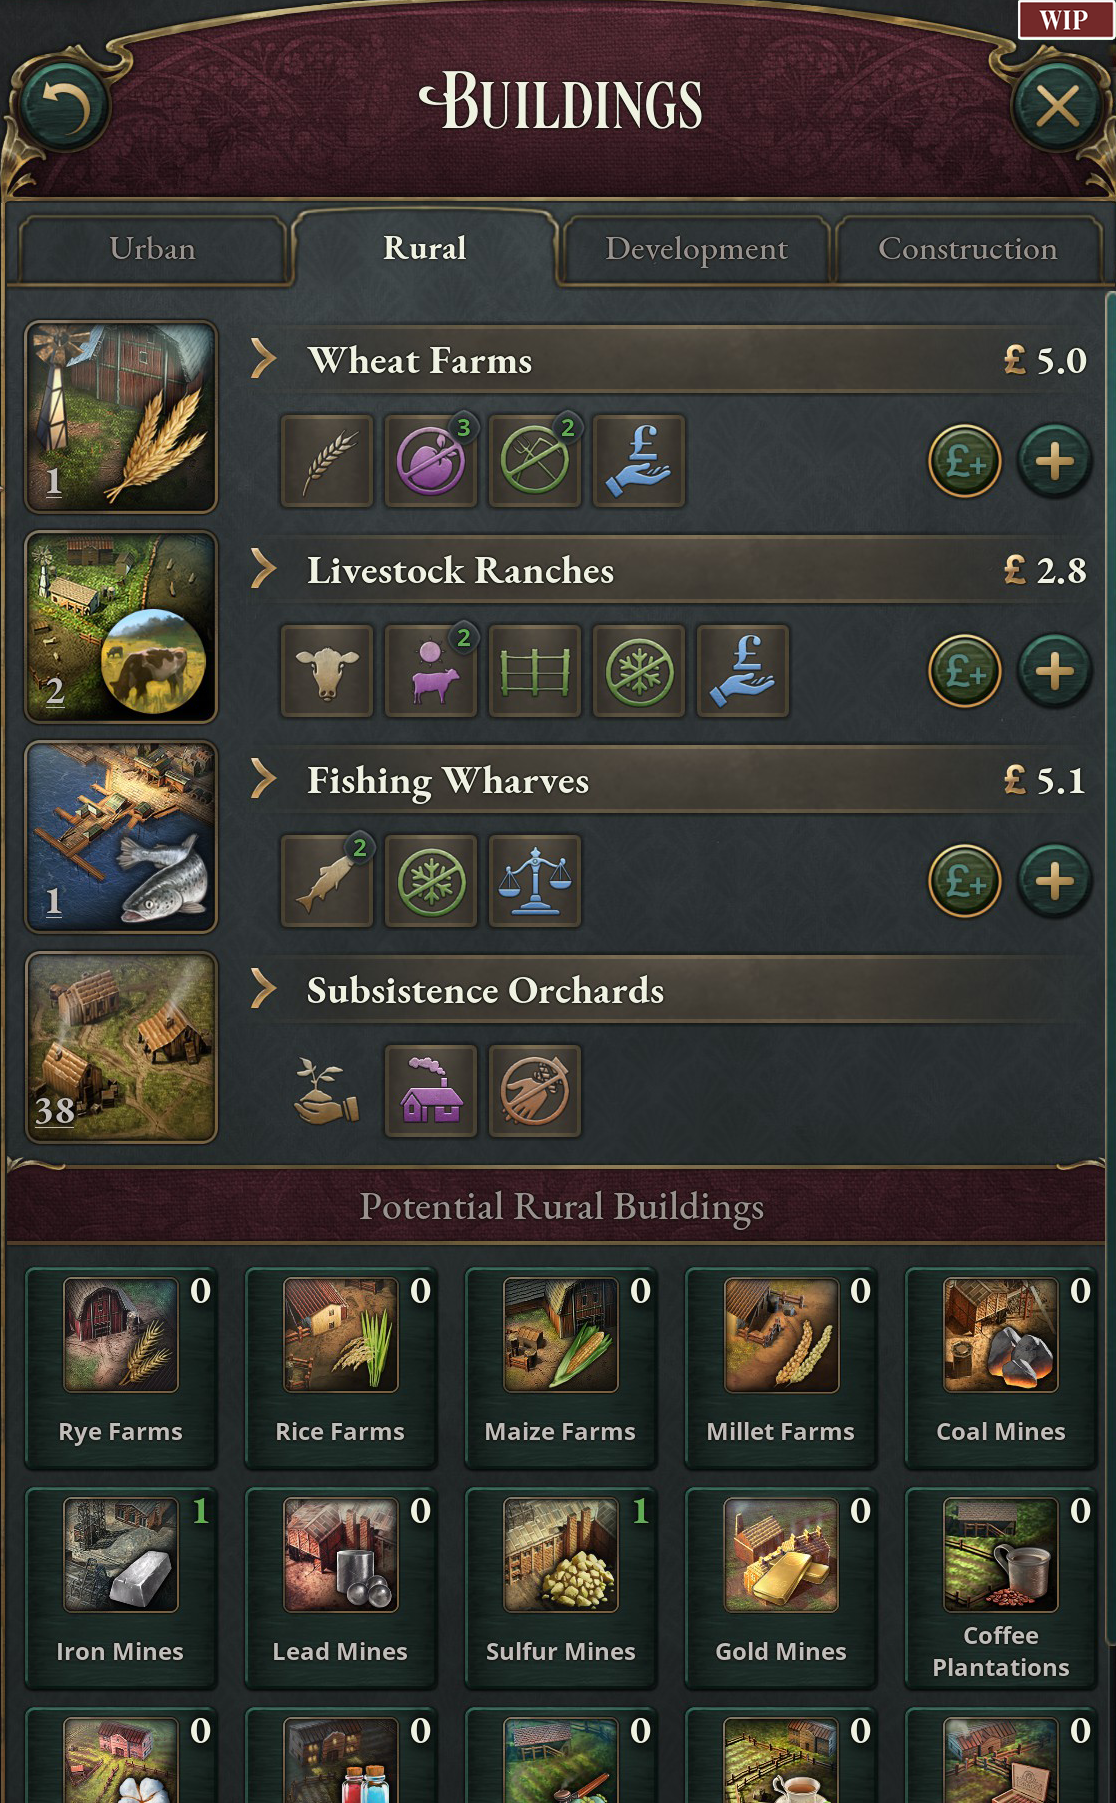 WIP
Buildings
Urban
Rural
Development
Construction
1
Wheat Farms
£ 5.0
3
2
£
£+
2
Livestock Ranches
£ 2.8
2
£
£+
1
Fishing Wharves
£ 5.1
2
£+
38
Subsistence Orchards
Potential Rural Buildings
0
0
0
0
0
Rye Farms
Rice Farms
Maize Farms
Millet Farms
Coal Mines
1
0
1
0
0
Iron Mines
Lead Mines
Sulfur Mines
Gold Mines
Coffee
Plantations
0
0
0
0
0